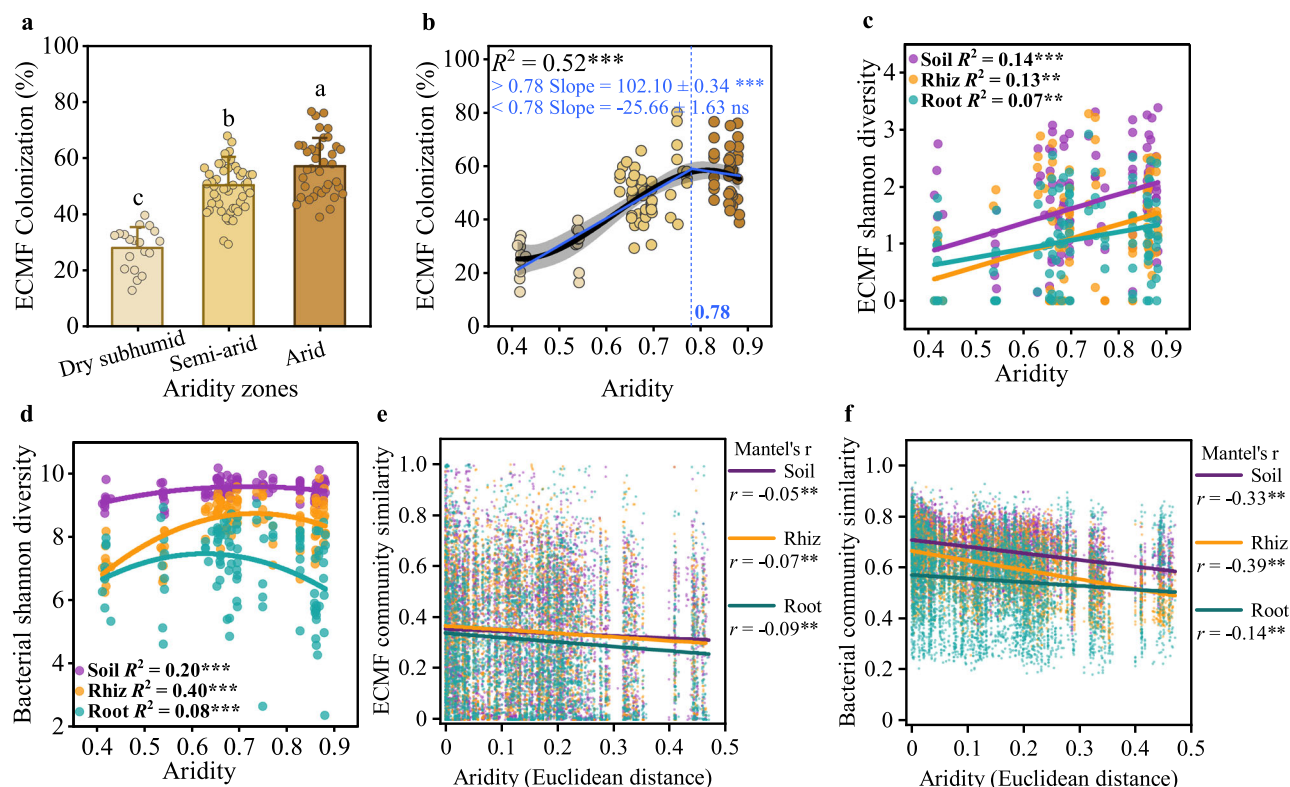 a
ECMF Colonization (%)
100
80
60
40
20
0
c
b
a
Dry subhumid
Semi-arid
Arid
Aridity zones
b
ECMF Colonization (%)
100
80
60
40
20
0
R² = 0.52***
> 0.78 Slope = 102.10 ± 0.34 ***
< 0.78 Slope = -25.66 ± 1.63 ns
0.78
0.4 0.5 0.6 0.7 0.8 0.9
Aridity
c
ECMF shannon diversity
4
3
2
1
0
Soil R² = 0.14***
Rhiz R² = 0.13**
Root R² = 0.07**
0.4 0.5 0.6 0.7 0.8 0.9
Aridity
d
Bacterial shannon diversity
10
8
6
4
2
Soil R² = 0.20***
Rhiz R² = 0.40***
Root R² = 0.08***
0.4 0.5 0.6 0.7 0.8 0.9
Aridity
e
ECMF community similarity
1.0
0.8
0.6
0.4
0.2
0
0 0.1 0.2 0.3 0.4 0.5
Aridity (Euclidean distance)
Mantel's r
Soil
r = -0.05**
Rhiz
r = -0.07**
Root
r = -0.09**
f
Bacterial community similarity
1.0
0.8
0.6
0.4
0.2
0
0 0.1 0.2 0.3 0.4 0.5
Aridity (Euclidean distance)
Mantel's r
Soil
r = -0.33**
Rhiz
r = -0.39**
Root
r = -0.14**